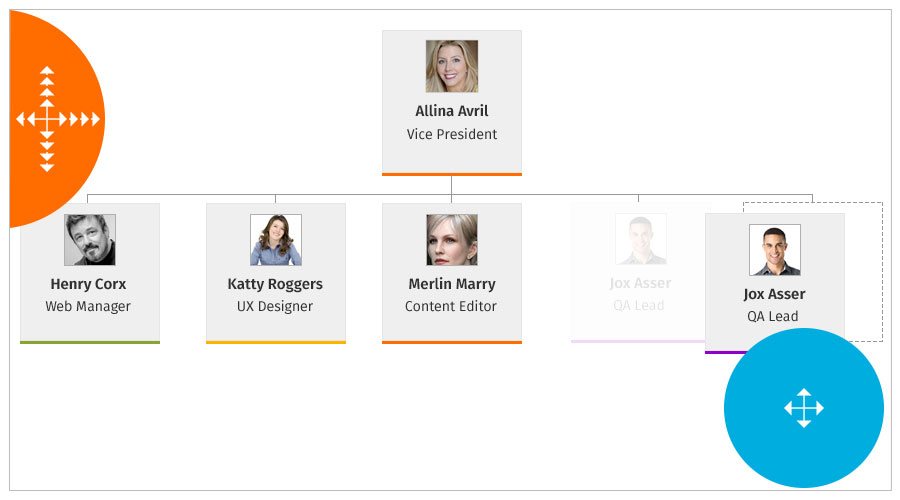 Allina Avril
Vice President
Henry Corx
Web Manager
Katty Roggers
UX Designer
Merlin Marry
Content Editor
Jox Asser
QA Lead
Jox Asser
QA Lead